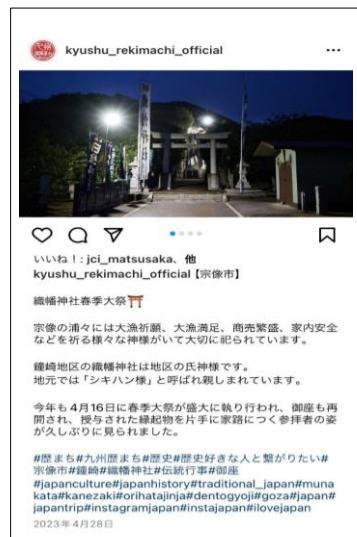 kyushu_rekimachi_official
いいね！: jci_matsusaka、他
kyushu_rekimachi_official【宗像市】
織幡神社春季大祭⛩
宗像の浦々には大漁祈願、大漁満足、商売繁盛、家内安全
などを祈る様々な神様がいて大切に祀られています。
鐘崎地区の織幡神社は地区の氏神様です。
地元では「シキハン様」と呼ばれ親しまれています。
今年も4月16日に春季大祭が盛大に執り行われ、御座も再
開され、授与された縁起物を片手に家路につく参拝者の姿
が久しぶりに見られました。
#歴まち#九州歴まち#歴史#歴史好きな人と繋がりたい#
宗像市#鐘崎#織幡神社#伝統行事#御座
#japanculture#japanhistory#traditional_japan#muna
kata#kanezaki#orihatajinja#dentogyoji#goza#japan#
japantrip#instagramjapan#instajapan#ilovejapan
2023年4月28日